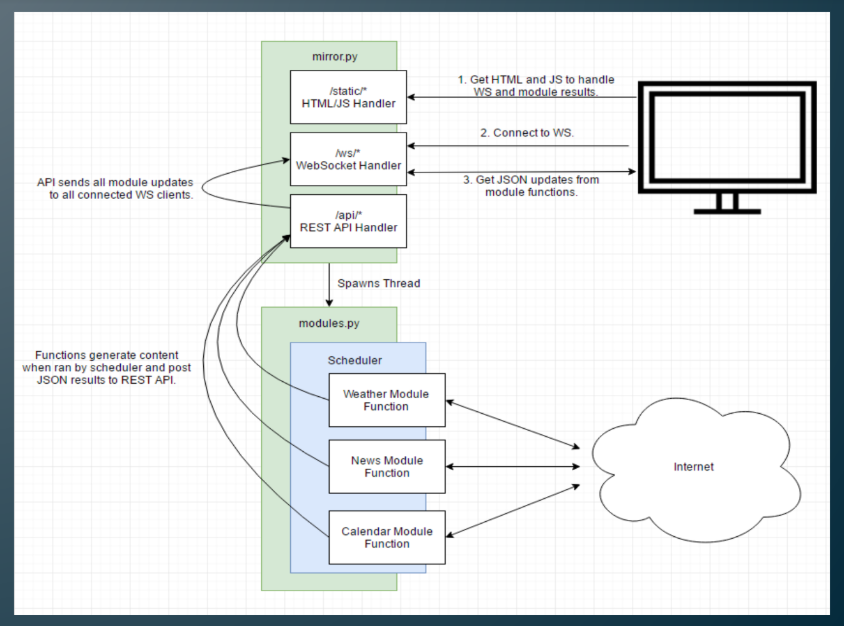 mirror.py
/static/*
HTML/JS Handler
1. Get HTML and JS to handle
WS and module results.
/ws/*
WebSocket Handler
2. Connect to WS.
3. Get JSON updates from
module functions.
API sends all module updates
to all connected WS clients.
/api/*
REST API Handler
Spawns Thread
modules.py
Functions generate content
when ran by scheduler and post
JSON results to REST API.
Scheduler
Weather Module
Function
News Module
Function
Calendar Module
Function
Internet